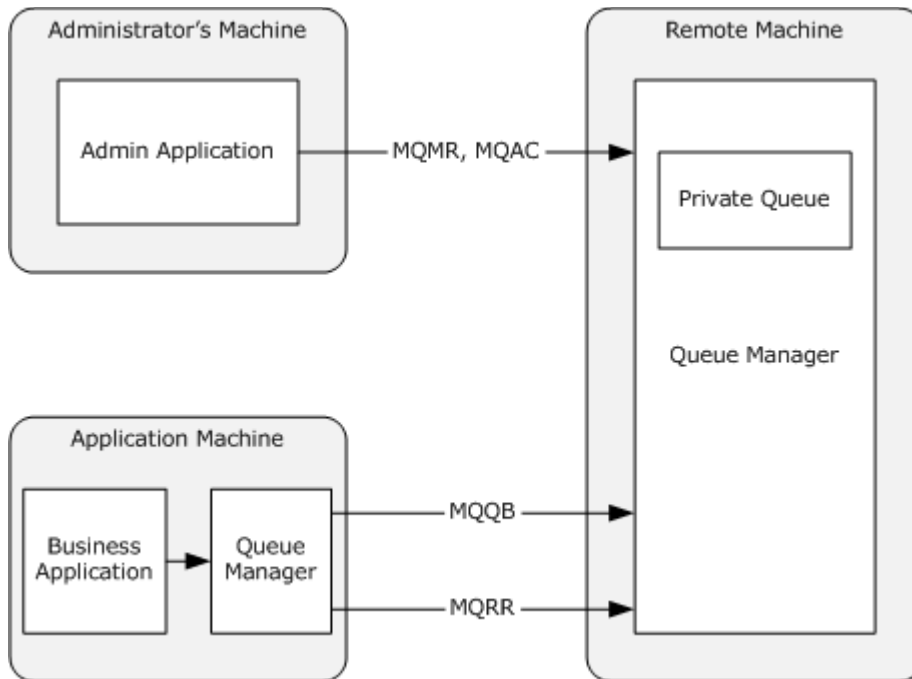 Administrator's Machine
Admin Application
MQMR, MQAC
Remote Machine
Private Queue
Queue Manager
Application Machine
Business
Application
Queue
Manager
MQQB
MQRR